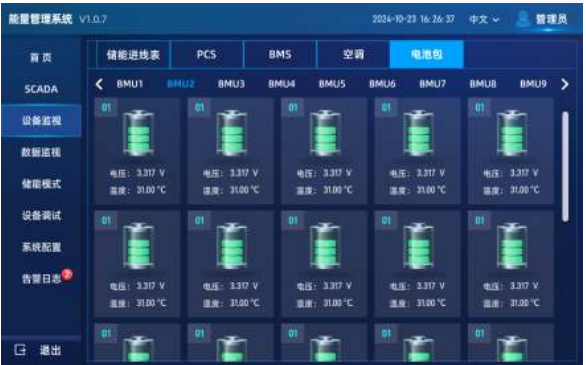 能量管理系统 V1.0.7 2024-10-23 16:26:37 中文 管理员
首页
SCADA
设备监视
数据监视
储能模式
设备调试
系统配置
告警日志 2
退出
储能进线表 PCS BMS 空调 电池包
BMU1 BMU2 BMU3 BMU4 BMU5 BMU6 BMU7 BMU8 BMU9
01 01 01 01 01
电压: 3.317 V 电压: 3.317 V 电压: 3.317 V 电压: 3.317 V 电压: 3.317 V
温度: 31.00 °C 温度: 31.00 °C 温度: 31.00 °C 温度: 31.00 °C 温度: 31.00 °C
01 01 01 01 01
电压: 3.317 V 电压: 3.317 V 电压: 3.317 V 电压: 3.317 V 电压: 3.317 V
温度: 31.00 °C 温度: 31.00 °C 温度: 31.00 °C 温度: 31.00 °C 温度: 31.00 °C
01 01 01 01 01